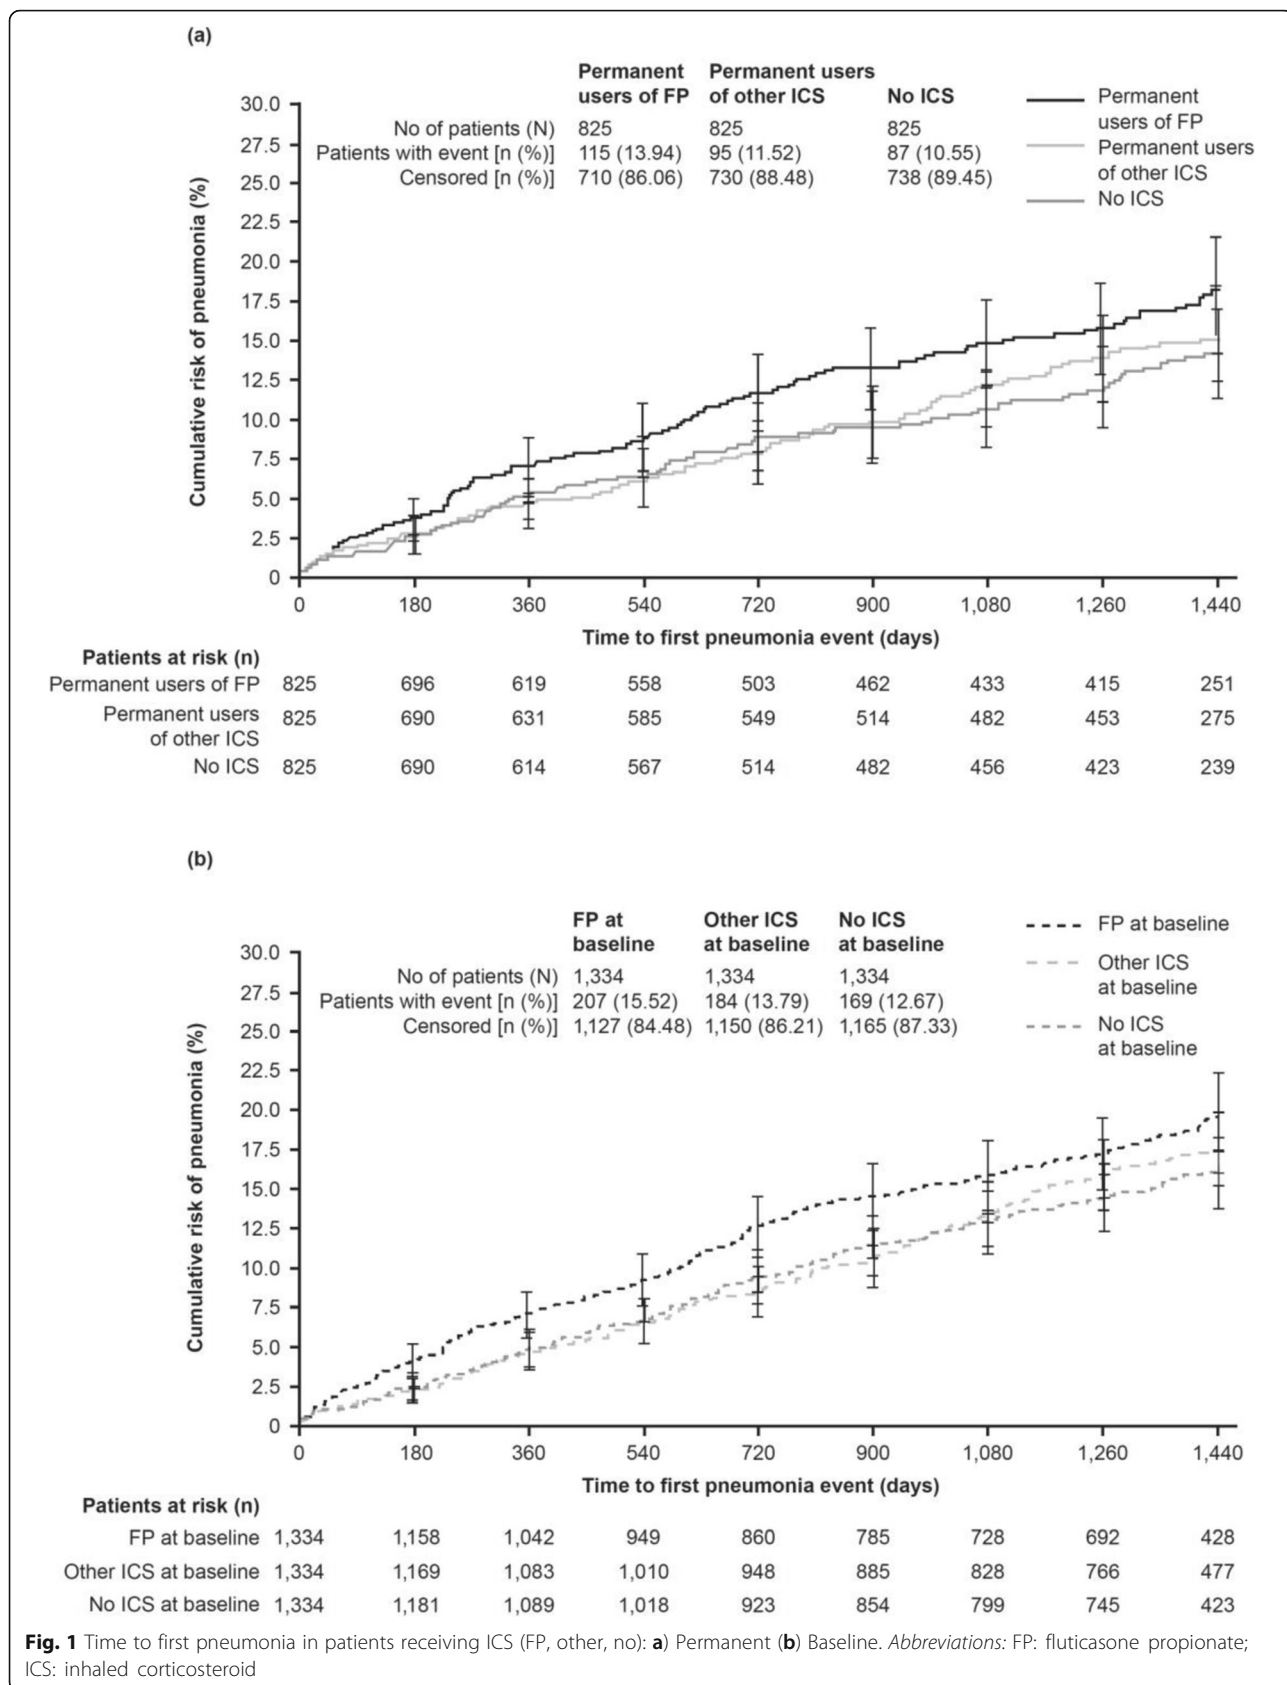 (a)
Permanent users of FP Permanent users of other ICS No ICS
No of patients (N) 825 825 825
Patients with event [n (%)] 115 (13.94) 95 (11.52) 87 (10.55)
Censored [n (%)] 710 (86.06) 730 (88.48) 738 (89.45)
Permanent
users of FP
Permanent users
of other ICS
No ICS
Cumulative risk of pneumonia (%)
30.0
27.5
25.0
22.5
20.0
17.5
15.0
12.5
10.0
7.5
5.0
2.5
0
0 180 360 540 720 900 1,080 1,260 1,440
Time to first pneumonia event (days)
Patients at risk (n)
Permanent users of FP 825 696 619 558 503 462 433 415 251
Permanent users
of other ICS 825 690 631 585 549 514 482 453 275
No ICS 825 690 614 567 514 482 456 423 239
(b)
FP at baseline Other ICS at baseline No ICS at baseline
No of patients (N) 1,334 1,334 1,334
Patients with event [n (%)] 207 (15.52) 184 (13.79) 169 (12.67)
Censored [n (%)] 1,127 (84.48) 1,150 (86.21) 1,165 (87.33)
FP at baseline
Other ICS
at baseline
No ICS
at baseline
Cumulative risk of pneumonia (%)
30.0
27.5
25.0
22.5
20.0
17.5
15.0
12.5
10.0
7.5
5.0
2.5
0
0 180 360 540 720 900 1,080 1,260 1,440
Time to first pneumonia event (days)
Patients at risk (n)
FP at baseline 1,334 1,158 1,042 949 860 785 728 692 428
Other ICS at baseline 1,334 1,169 1,083 1,010 948 885 828 766 477
No ICS at baseline 1,334 1,181 1,089 1,018 923 854 799 745 423
Fig. 1 Time to first pneumonia in patients receiving ICS (FP, other, no): a) Permanent (b) Baseline. Abbreviations: FP: fluticasone propionate;
ICS: inhaled corticosteroid